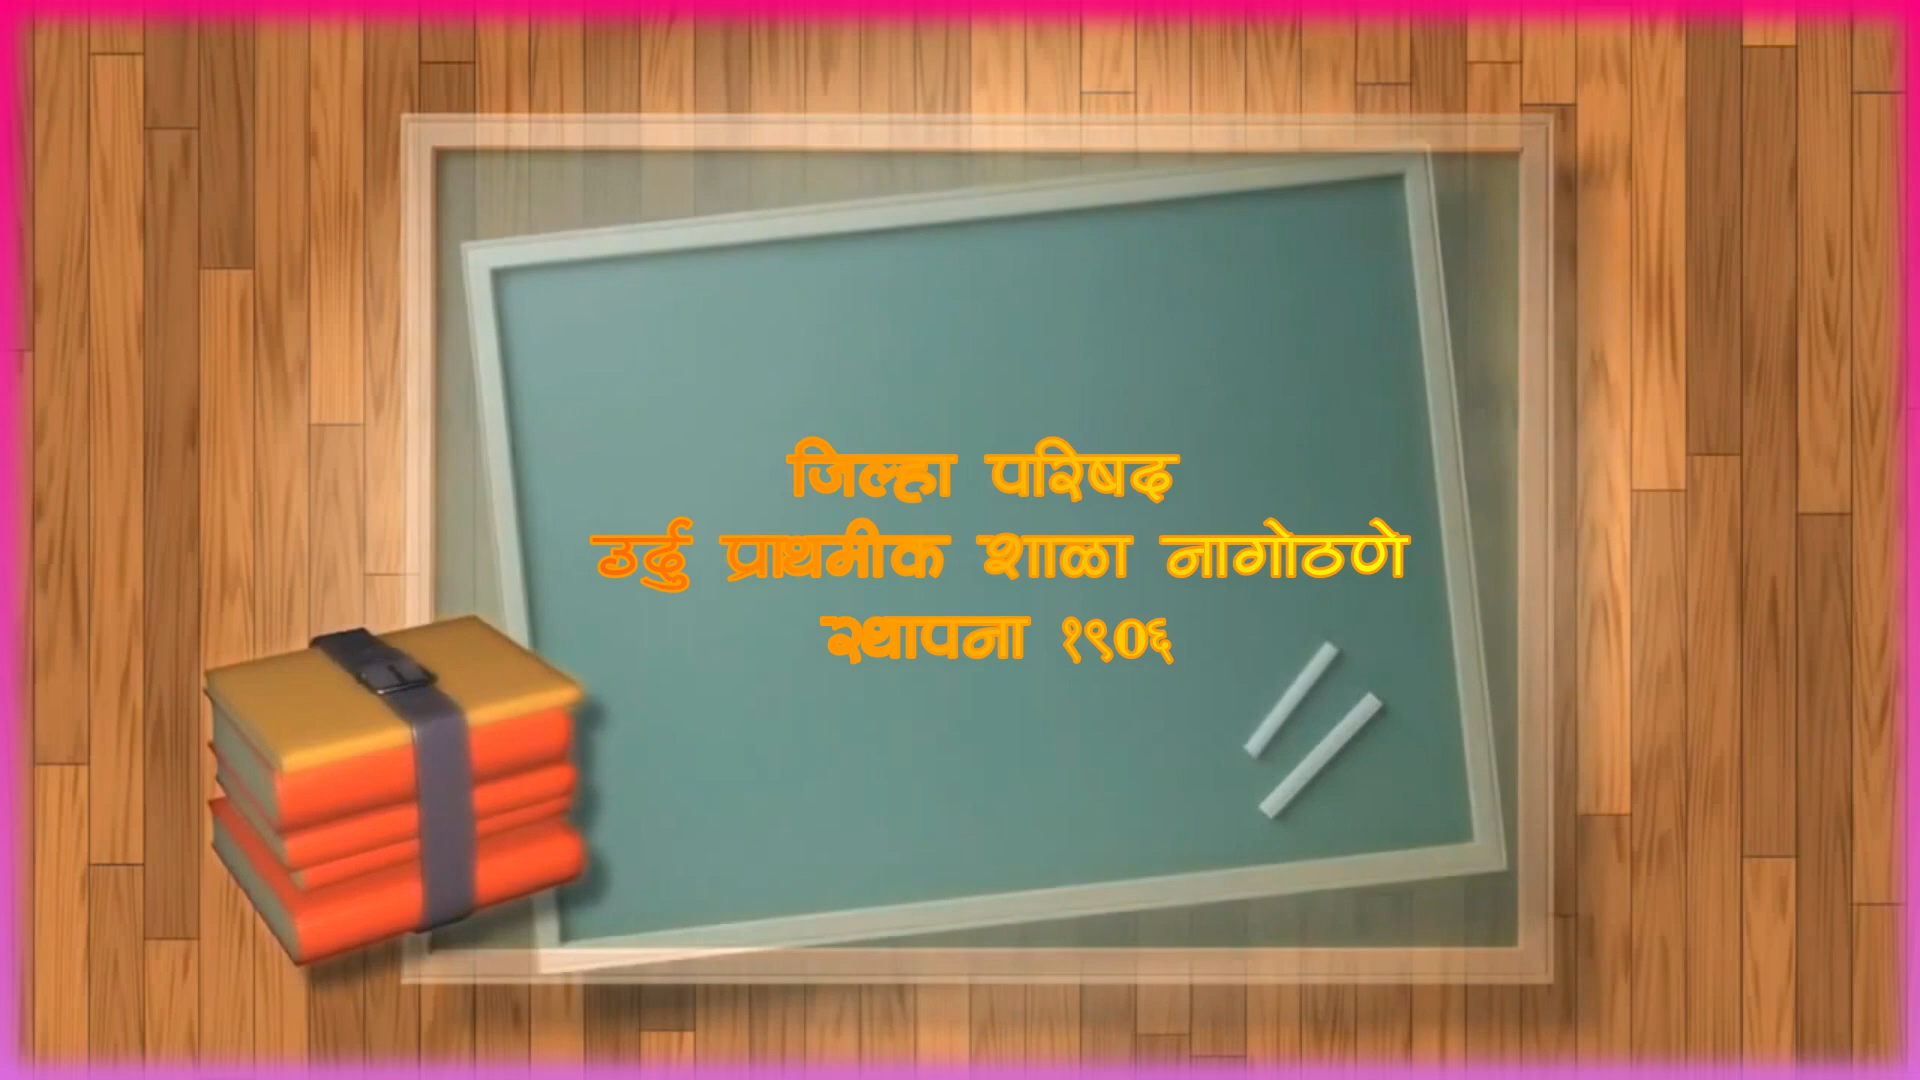 जिल्हा परिषद
उर्दु प्राथमीक शाळा नागोठणे
स्थापना १९०६